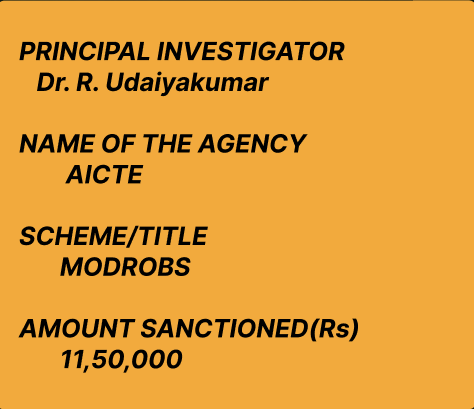 PRINCIPAL INVESTIGATOR
Dr. R. Udaiyakumar
NAME OF THE AGENCY
AICTE
SCHEME/TITLE
MODROBS
AMOUNT SANCTIONED(Rs)
11,50,000